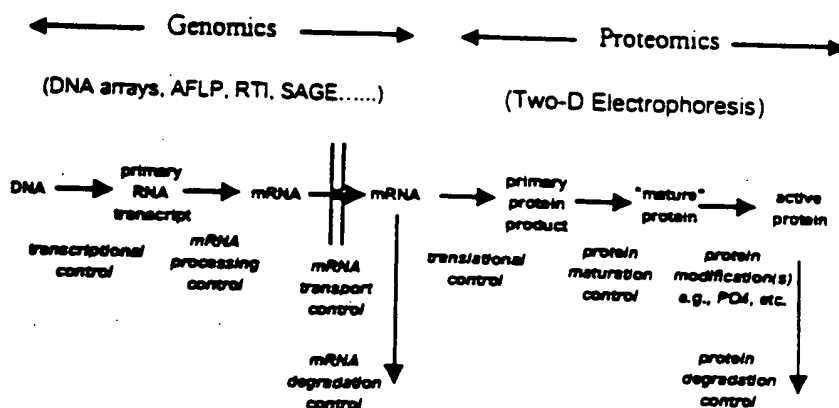 Genomics
Proteomics
(DNA arrays, AFLP, RTI, SAGE......)
(Two-D Electrophoresis)
DNA
primary
RNA
transcript
mRNA
mRNA
primary
protein
product
"mature"
protein
active
protein
transcriptional
control
mRNA
processing
control
mRNA
transport
control
translational
control
protein
maturation
control
protein
modification(s)
e.g., PO4, etc.
mRNA
degradation
control
protein
degradation
control